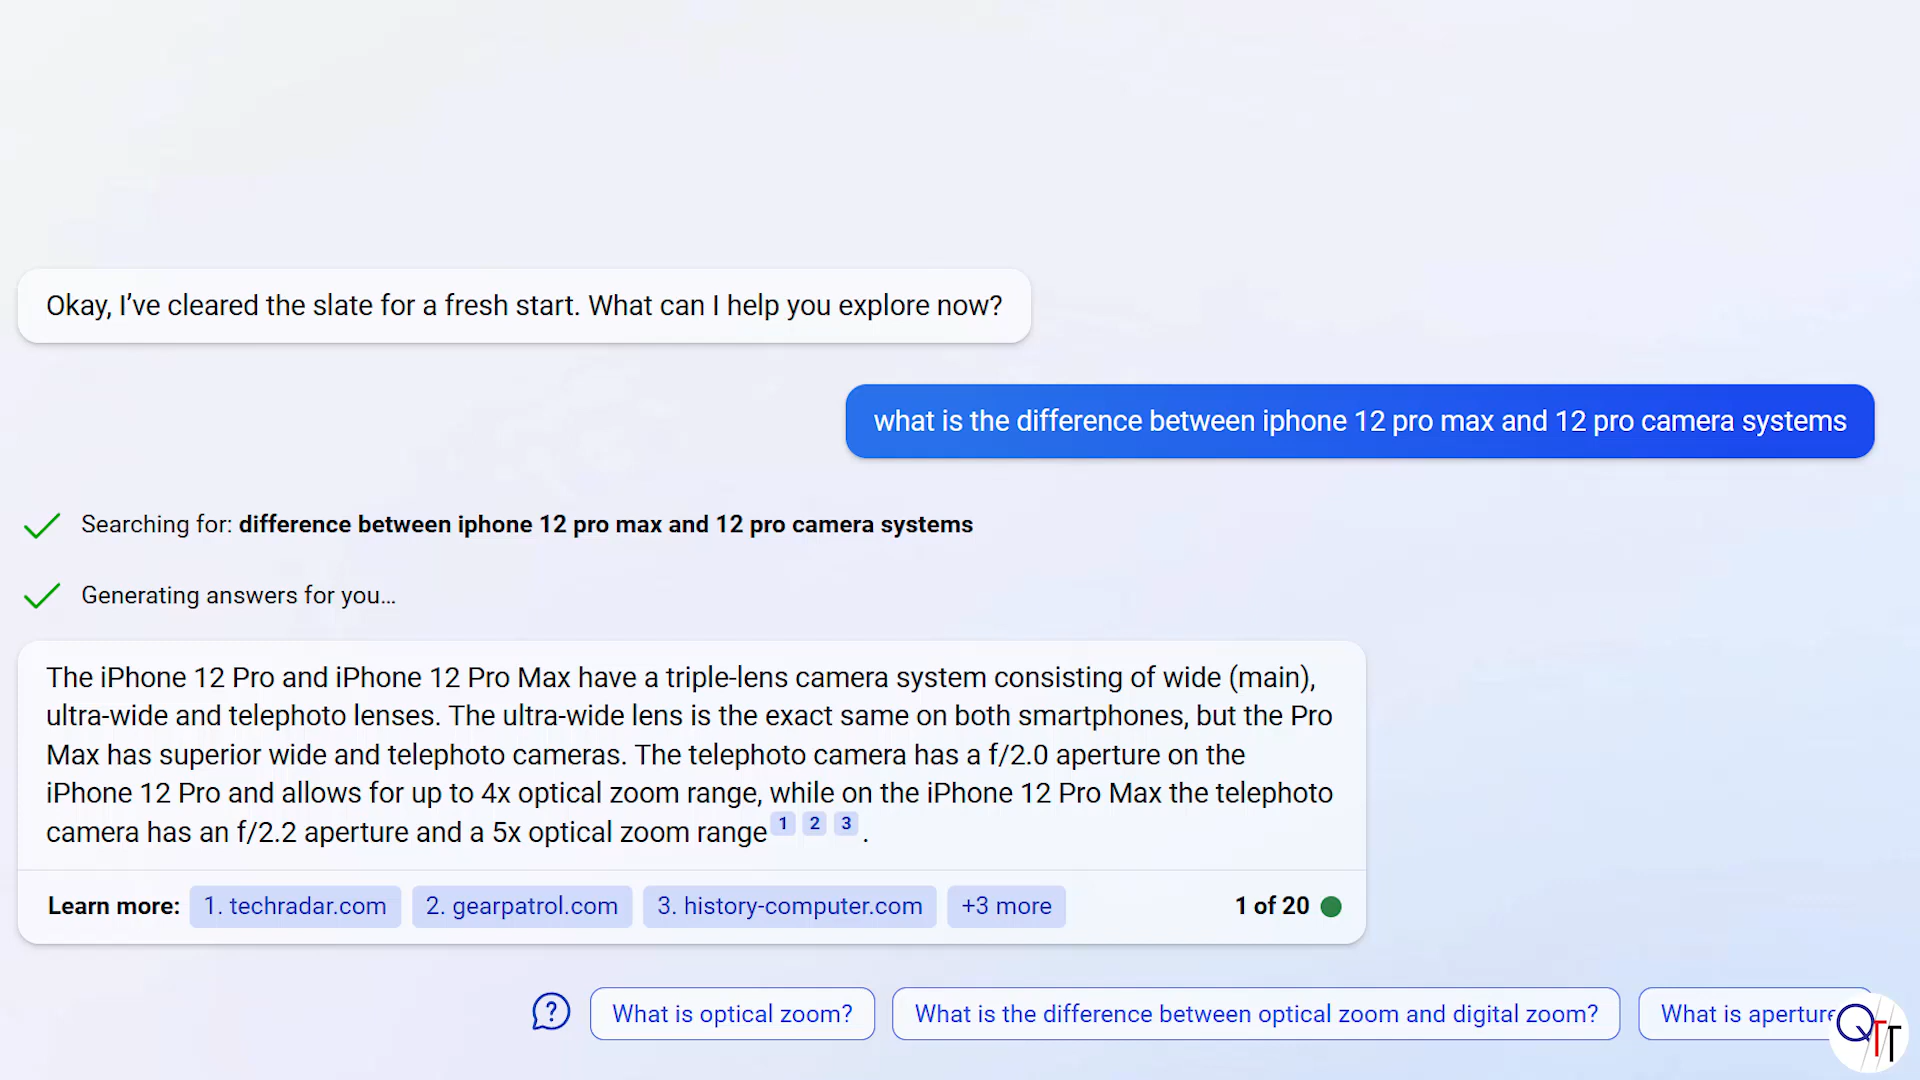 Okay, I’ve cleared the slate for a fresh start. What can I help you explore now?
what is the difference between iphone 12 pro max and 12 pro camera systems
Searching for: difference between iphone 12 pro max and 12 pro camera systems
Generating answers for you…
The iPhone 12 Pro and iPhone 12 Pro Max have a triple-lens camera system consisting of wide (main),
ultra-wide and telephoto lenses. The ultra-wide lens is the exact same on both smartphones, but the Pro
Max has superior wide and telephoto cameras. The telephoto camera has a f/2.0 aperture on the
iPhone 12 Pro and allows for up to 4x optical zoom range, while on the iPhone 12 Pro Max the telephoto
camera has an f/2.2 aperture and a 5x optical zoom range 1 2 3 .
Learn more: 1. techradar.com 2. gearpatrol.com 3. history-computer.com +3 more 1 of 20
? What is optical zoom? What is the difference between optical zoom and digital zoom? What is aperture
QTT